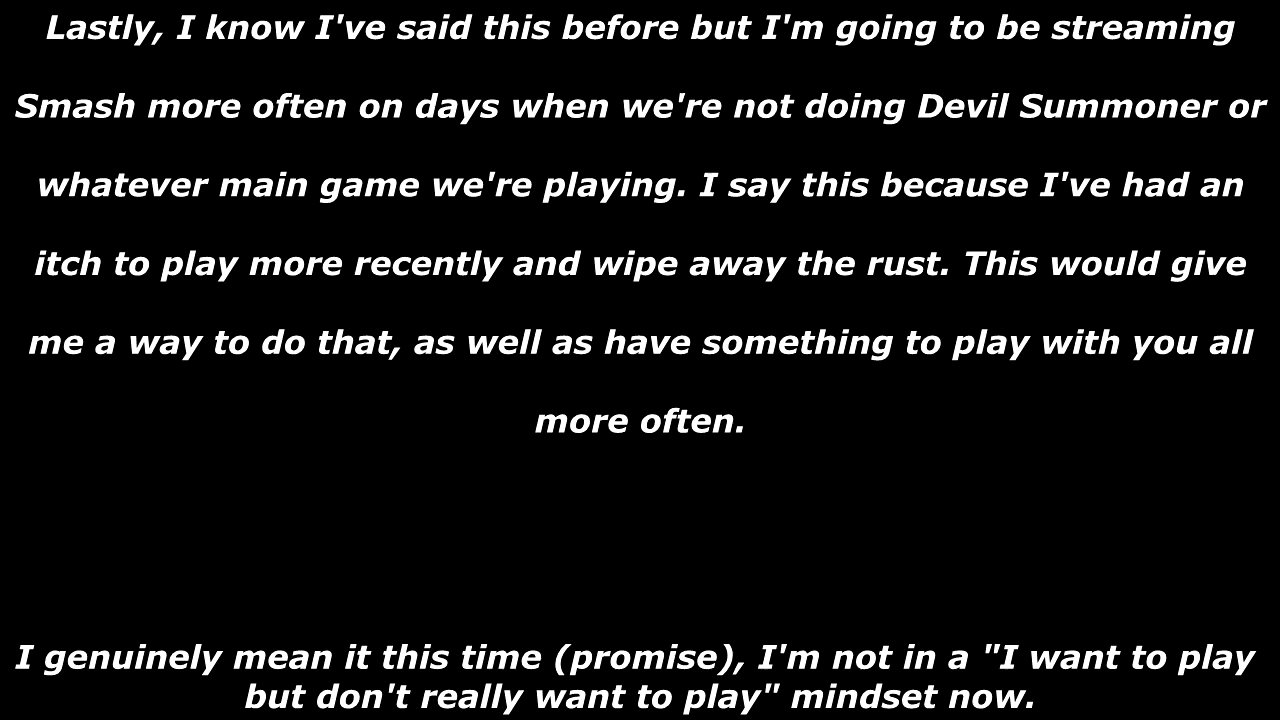 Lastly, I know I've said this before but I'm going to be streaming
Smash more often on days when we're not doing Devil Summoner or
whatever main game we're playing. I say this because I've had an
itch to play more recently and wipe away the rust. This would give
me a way to do that, as well as have something to play with you all
more often.
I genuinely mean it this time (promise), I'm not in a "I want to play
but don't really want to play" mindset now.